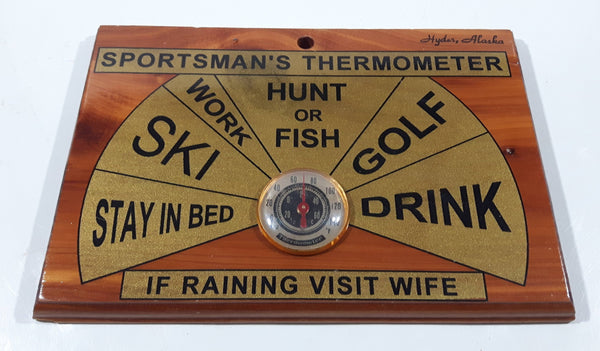 Hyder, Alaska
SPORTSMAN'S THERMOMETER
STAY IN BED
SKI
WORK
HUNT
OR
FISH
GOLF
DRINK
IF RAINING VISIT WIFE